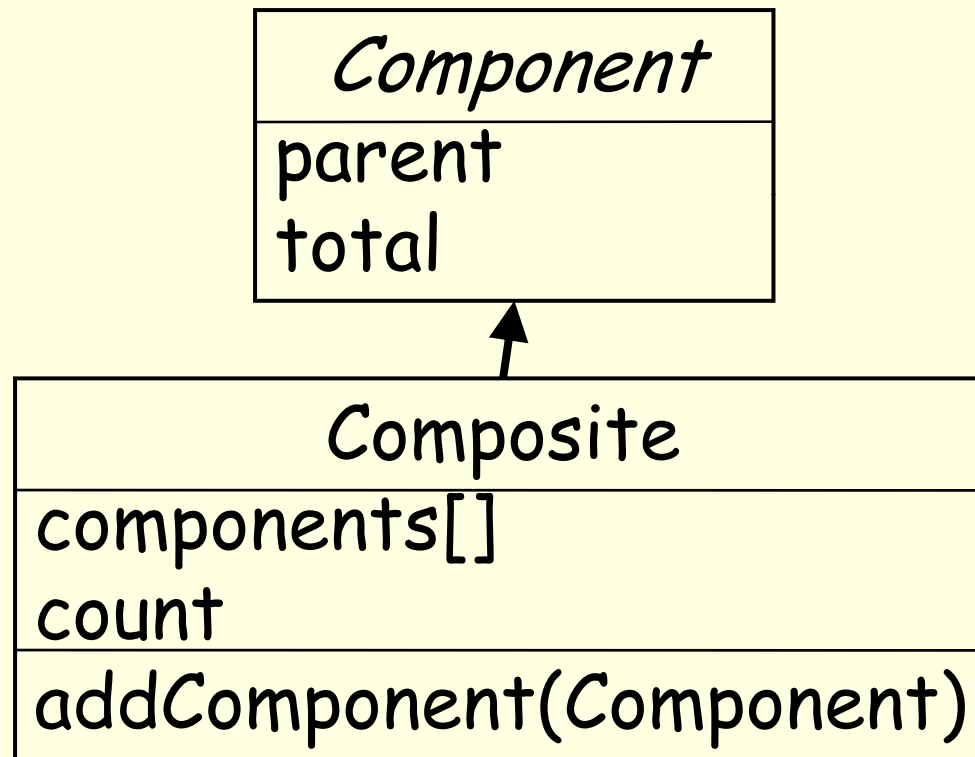 Component
parent
total
Composite
components[]
count
addComponent(Component)